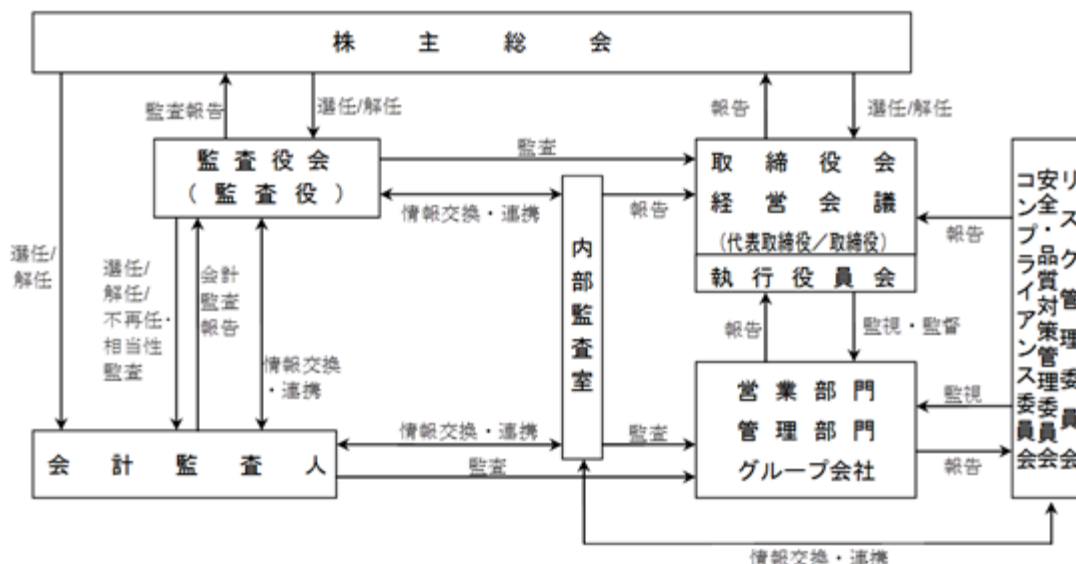 株主総会
監査報告
選任/解任
報告
選任/解任
監査役会
(監査役)
監査
情報交換・連携
報告
取締役会
経営会議
(代表取締役／取締役)
執行役員会
報告
リスク管理委員会
安全・品質対策管理委員会
コンプライアンス委員会
内部監査室
選任/
解任
選任/
解任/
不再任・
相当性
監査
会計
監査
報告
情報交換
・連携
報告
監視・監督
営業部門
管理部門
グループ会社
監視
報告
会計監査人
情報交換・連携
監査
監査
情報交換・連携